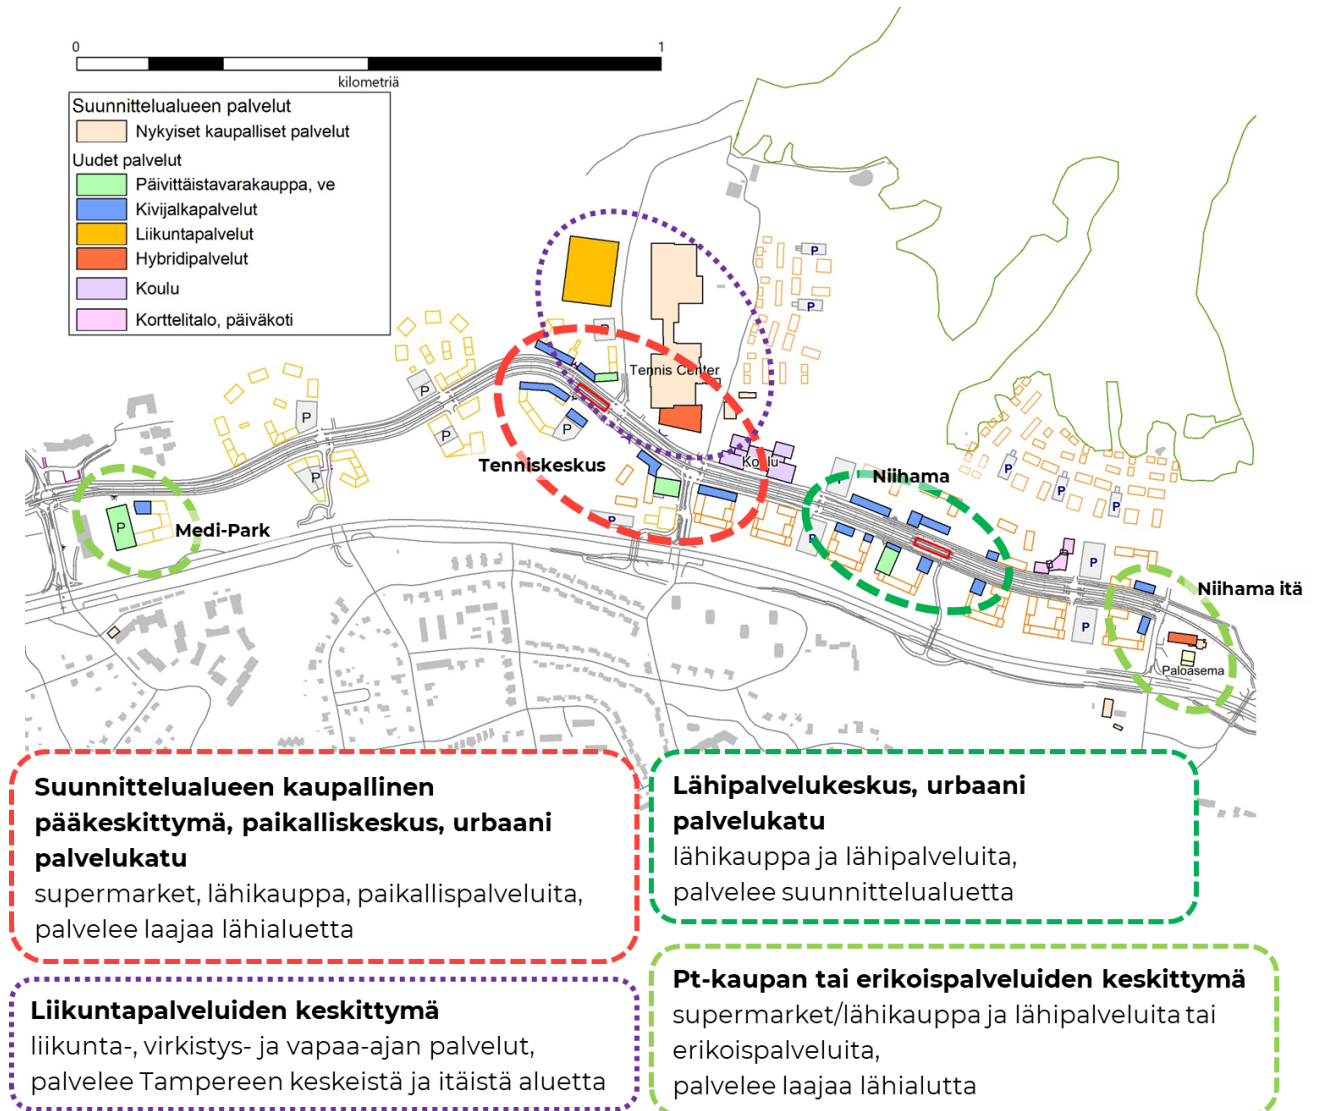 0
1
kilometriä
Suunnittelualueen palvelut
Nykyiset kaupalliset palvelut
Uudet palvelut
Päivittäistavarakauppa, ve
Kivijalkapalvelut
Liikuntapalvelut
Hybridipalvelut
Koulu
Korttelitalo, päiväkoti
P
P
P
P
P
P
P
P
Tennis Center
Tenniskeskus
Koulu
P
Niihama
P
P
P
P
P
Medi-Park
P
P
P
Niihama itä
Paloasema
Suunnittelualueen kaupallinen
pääkeskittymä, paikalliskeskus, urbaani
palvelukatu
supermarket, lähikauppa, paikallispalveluita,
palvelee laajaa lähialuetta
Lähipalvelukeskus, urbaani
palvelukatu
lähikauppa ja lähipalveluita,
palvelee suunnittelualuetta
Liikuntapalveluiden keskittymä
liikunta-, virkistys- ja vapaa-ajan palvelut,
palvelee Tampereen keskeistä ja itäistä aluetta
Pt-kaupan tai erikoispalveluiden keskittymä
supermarket/lähikauppa ja lähipalveluita tai
erikoispalveluita,
palvelee laajaa lähialutta